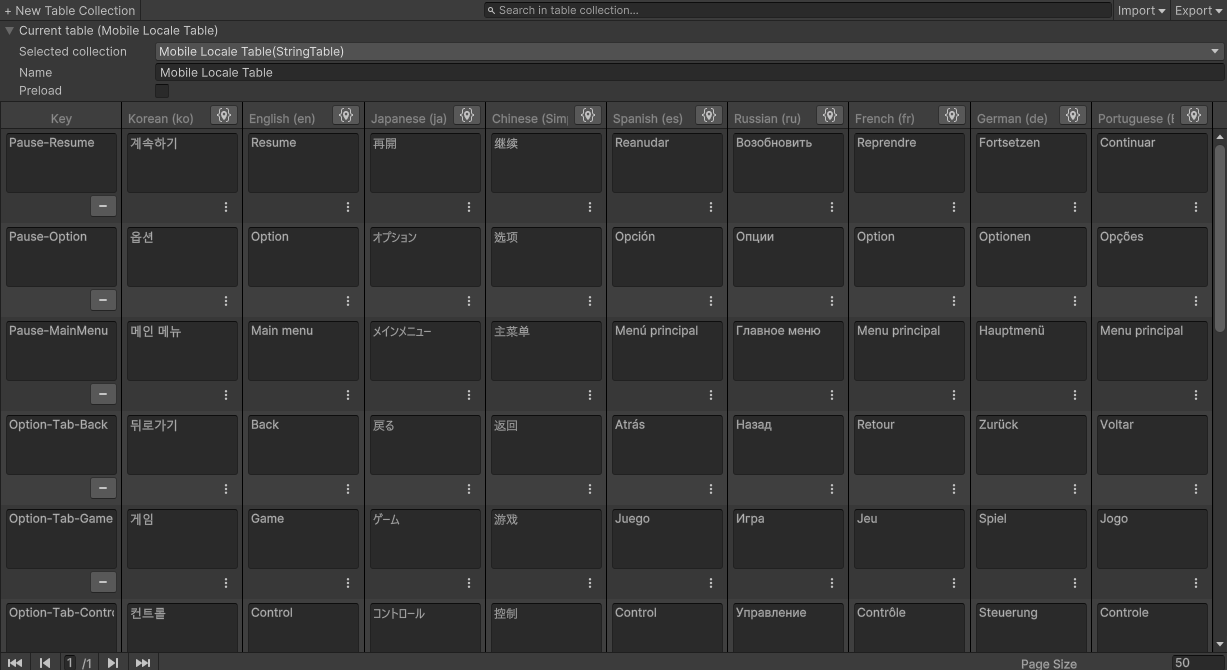 + New Table Collection
Search in table collection...
Import
Export
Current table (Mobile Locale Table)
Selected collection
Mobile Locale Table(StringTable)
Name
Mobile Locale Table
Preload
Key
Korean (ko)
English (en)
Japanese (ja)
Chinese (Sim
Spanish (es)
Russian (ru)
French (fr)
German (de)
Portuguese (
Pause-Resume
계속하기
Resume
再開
继续
Reanudar
Возобновить
Reprendre
Fortsetzen
Continuar
Pause-Option
옵션
Option
オプション
选项
Opción
Опции
Option
Optionen
Opções
Pause-MainMenu
메인 메뉴
Main menu
メインメニュー
主菜单
Menú principal
Главное меню
Menu principal
Hauptmenü
Menu principal
Option-Tab-Back
뒤로가기
Back
戻る
返回
Atrás
Назад
Retour
Zurück
Voltar
Option-Tab-Game
게임
Game
ゲーム
游戏
Juego
Игра
Jeu
Spiel
Jogo
Option-Tab-Contro
컨트롤
Control
コントロール
控制
Control
Управление
Contrôle
Steuerung
Controle
1 /1
Page Size
50